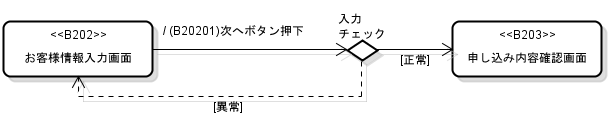 <<B202>>
お客様情報入力画面
/ (B20201)次へボタン押下
入力
チェック
[正常]
<<B203>>
申し込み内容確認画面
[異常]